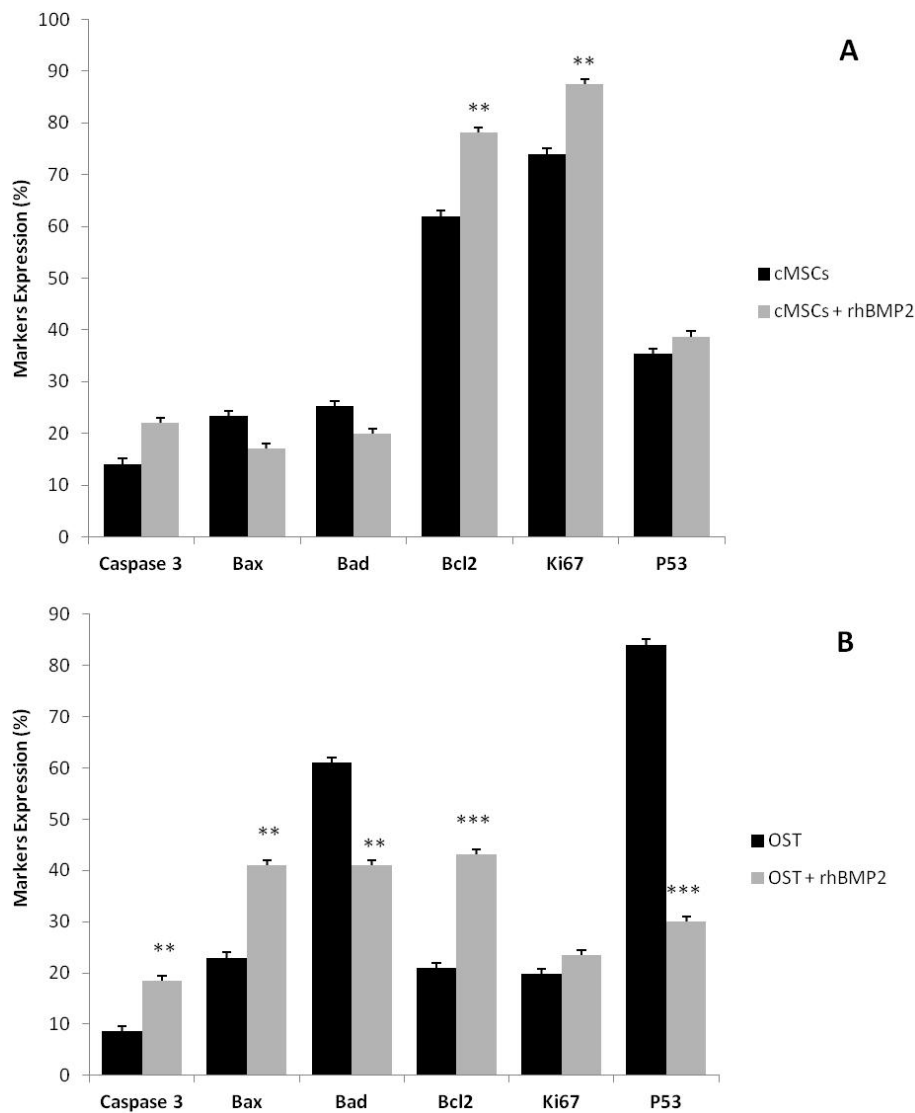 A
Markers Expression (%)
100
90
80
70
60
50
40
30
20
10
0
**
**
cMSCs
cMSCs + rhBMP2
Caspase 3 Bax Bad Bcl2 Ki67 P53
B
Markers Expression (%)
90
80
70
60
50
40
30
20
10
0
**
**
**
***
***
OST
OST + rhBMP2
Caspase 3 Bax Bad Bcl2 Ki67 P53